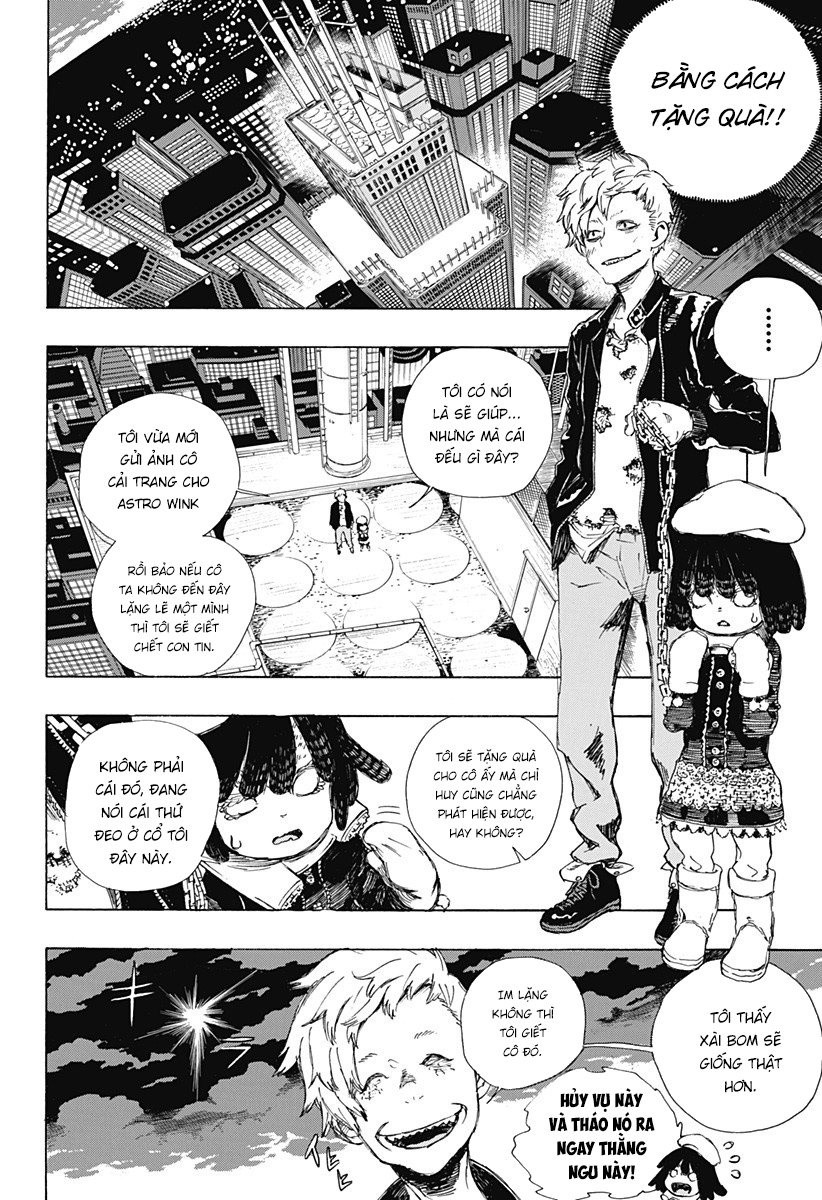 BẰNG CÁCH
TẶNG QUÀ!!
......
TÔI CÓ NÓI
LÀ SẼ GIÚP...
NHƯNG MÀ CÁI
ĐẾU GÌ ĐÂY?
TÔI VỪA MỚI
GỬI ẢNH CÔ
CẢI TRANG CHO
ASTRO WINK
RỒI BẢO NẾU CÔ
TA KHÔNG ĐẾN ĐÂY
LẶNG LẼ MỘT MÌNH
THÌ TÔI SẼ GIẾT
CHẾT CON TIN.
TÔI SẼ TẶNG QUÀ
CHO CÔ ẤY MÀ CHỈ
HUY CŨNG CHẲNG
PHÁT HIỆN ĐƯỢC,
HAY KHÔNG?
KHÔNG PHẢI
CÁI ĐÓ, ĐANG
NÓI CÁI THỨ
ĐEO Ở CỔ TÔI
ĐÂY NÀY.
TÔI THẤY
XÀI BOM SẼ
GIỐNG THẬT
HƠN.
IM LẶNG
KHÔNG THÌ
TÔI GIẾT
CÔ ĐÓ.
HỦY VỤ NÀY
VÀ THÁO NÓ RA
NGAY THẰNG
NGU NÀY!